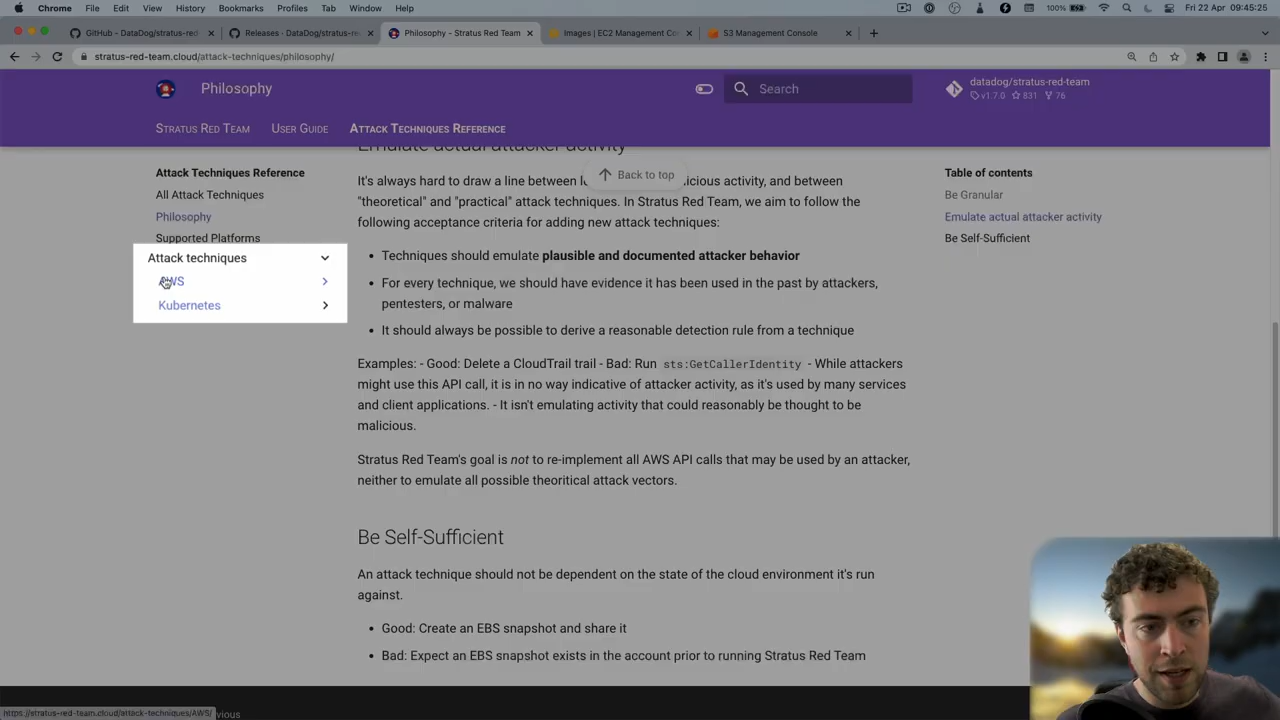 Chrome File Edit View History Bookmarks Profiles Tab Window Help 100% Fri 22 Apr 09:45:25
GitHub - DataDog/stratus-red Releases - DataDog/stratus-re Philosophy - Stratus Red Team Images | EC2 Management Co S3 Management Console
stratus-red-team.cloud/attack-techniques/philosophy/
Philosophy
Search
datadog/stratus-red-team
v1.7.0 831 76
Stratus Red Team User Guide Attack Techniques Reference
Attack Techniques Reference
All Attack Techniques
Philosophy
Supported Platforms
Attack techniques
AWS
Kubernetes
Emulate actual attacker activity
Back to top
It's always hard to draw a line between le licious activity, and between
"theoretical" and "practical" attack techniques. In Stratus Red Team, we aim to follow the
following acceptance criteria for adding new attack techniques:
• Techniques should emulate plausible and documented attacker behavior
• For every technique, we should have evidence it has been used in the past by attackers,
pentesters, or malware
• It should always be possible to derive a reasonable detection rule from a technique
Examples: - Good: Delete a CloudTrail trail - Bad: Run sts:GetCallerIdentity - While attackers
might use this API call, it is in no way indicative of attacker activity, as it's used by many services
and client applications. - It isn't emulating activity that could reasonably be thought to be
malicious.
Stratus Red Team's goal is not to re-implement all AWS API calls that may be used by an attacker,
neither to emulate all possible theoritical attack vectors.
Be Self-Sufficient
An attack technique should not be dependent on the state of the cloud environment it's run
against.
• Good: Create an EBS snapshot and share it
• Bad: Expect an EBS snapshot exists in the account prior to running Stratus Red Team
Table of contents
Be Granular
Emulate actual attacker activity
Be Self-Sufficient
https://stratus-red-team.cloud/attack-techniques/AWS/ vious